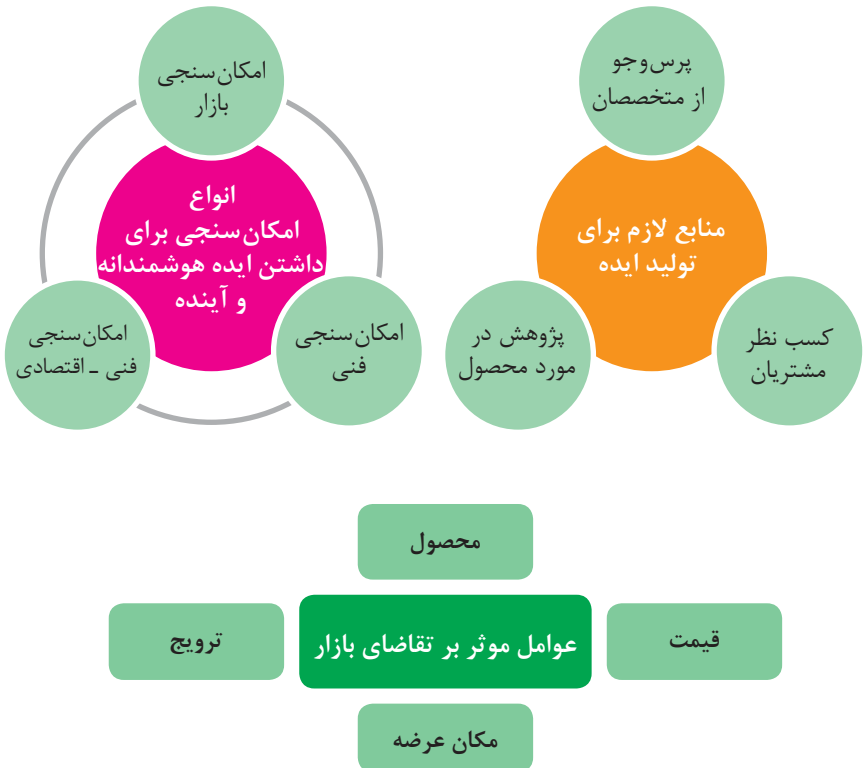 پرس‌وجو
از متخصصان
منابع لازم برای
تولید ایده
کسب نظر
مشتریان
پژوهش در
مورد محصول
امکان‌سنجی
بازار
انواع
امکان‌سنجی برای
داشتن ایده هوشمندانه
و آینده
امکان‌سنجی
فنی
امکان‌سنجی
فنی ـ اقتصادی
محصول
قیمت
عوامل موثر بر تقاضای بازار
ترویج
مکان عرضه